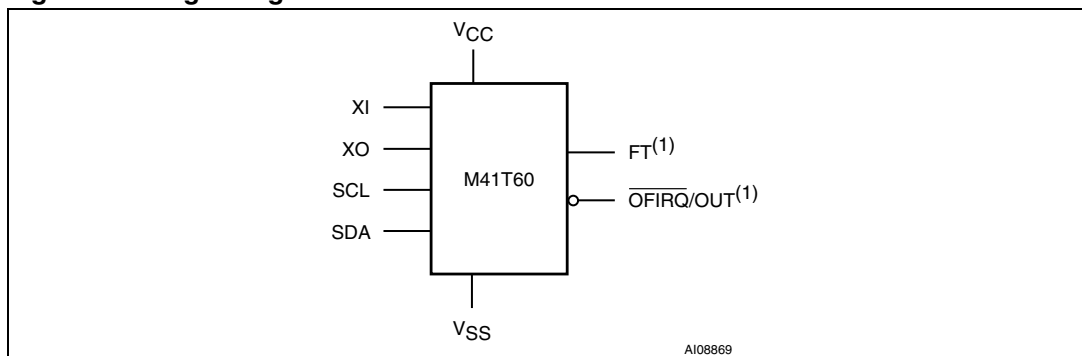 VCC
XI
XO
SCL
SDA
M41T60
FT(1)
OFIRQ/OUT(1)
VSS
AI08869